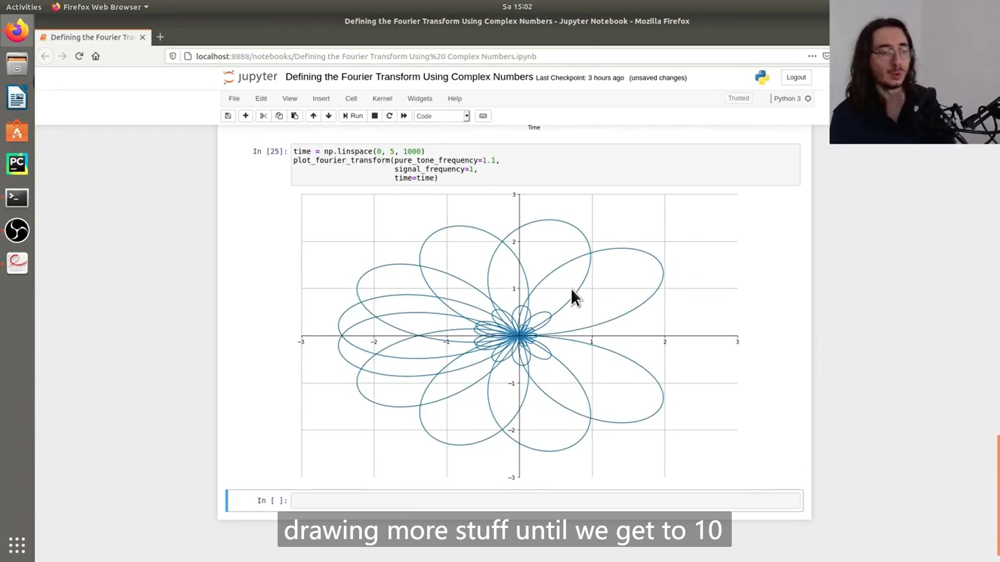 Activities Firefox Web Browser Sa 15:02
Defining the Fourier Transform Using Complex Numbers - Jupyter Notebook - Mozilla Firefox
Defining the Fourier Tra
localhost:8888/notebooks/Defining the Fourier Transform Using%20 Complex Numbers.ipynb
jupyter Defining the Fourier Transform Using Complex Numbers Last Checkpoint: 3 hours ago (unsaved changes) Logout
File Edit View Insert Cell Kernel Widgets Help Trusted Python 3
Run Code
Time
In [25]: time = np.linspace(0, 5, 1000)
plot_fourier_transform(pure_tone_frequency=1.1,
signal_frequency=1,
time=time)
3
2
1
-3 -2 -1 1 2 3
-1
-2
-3
In [ ]:
drawing more stuff until we get to 10
PC